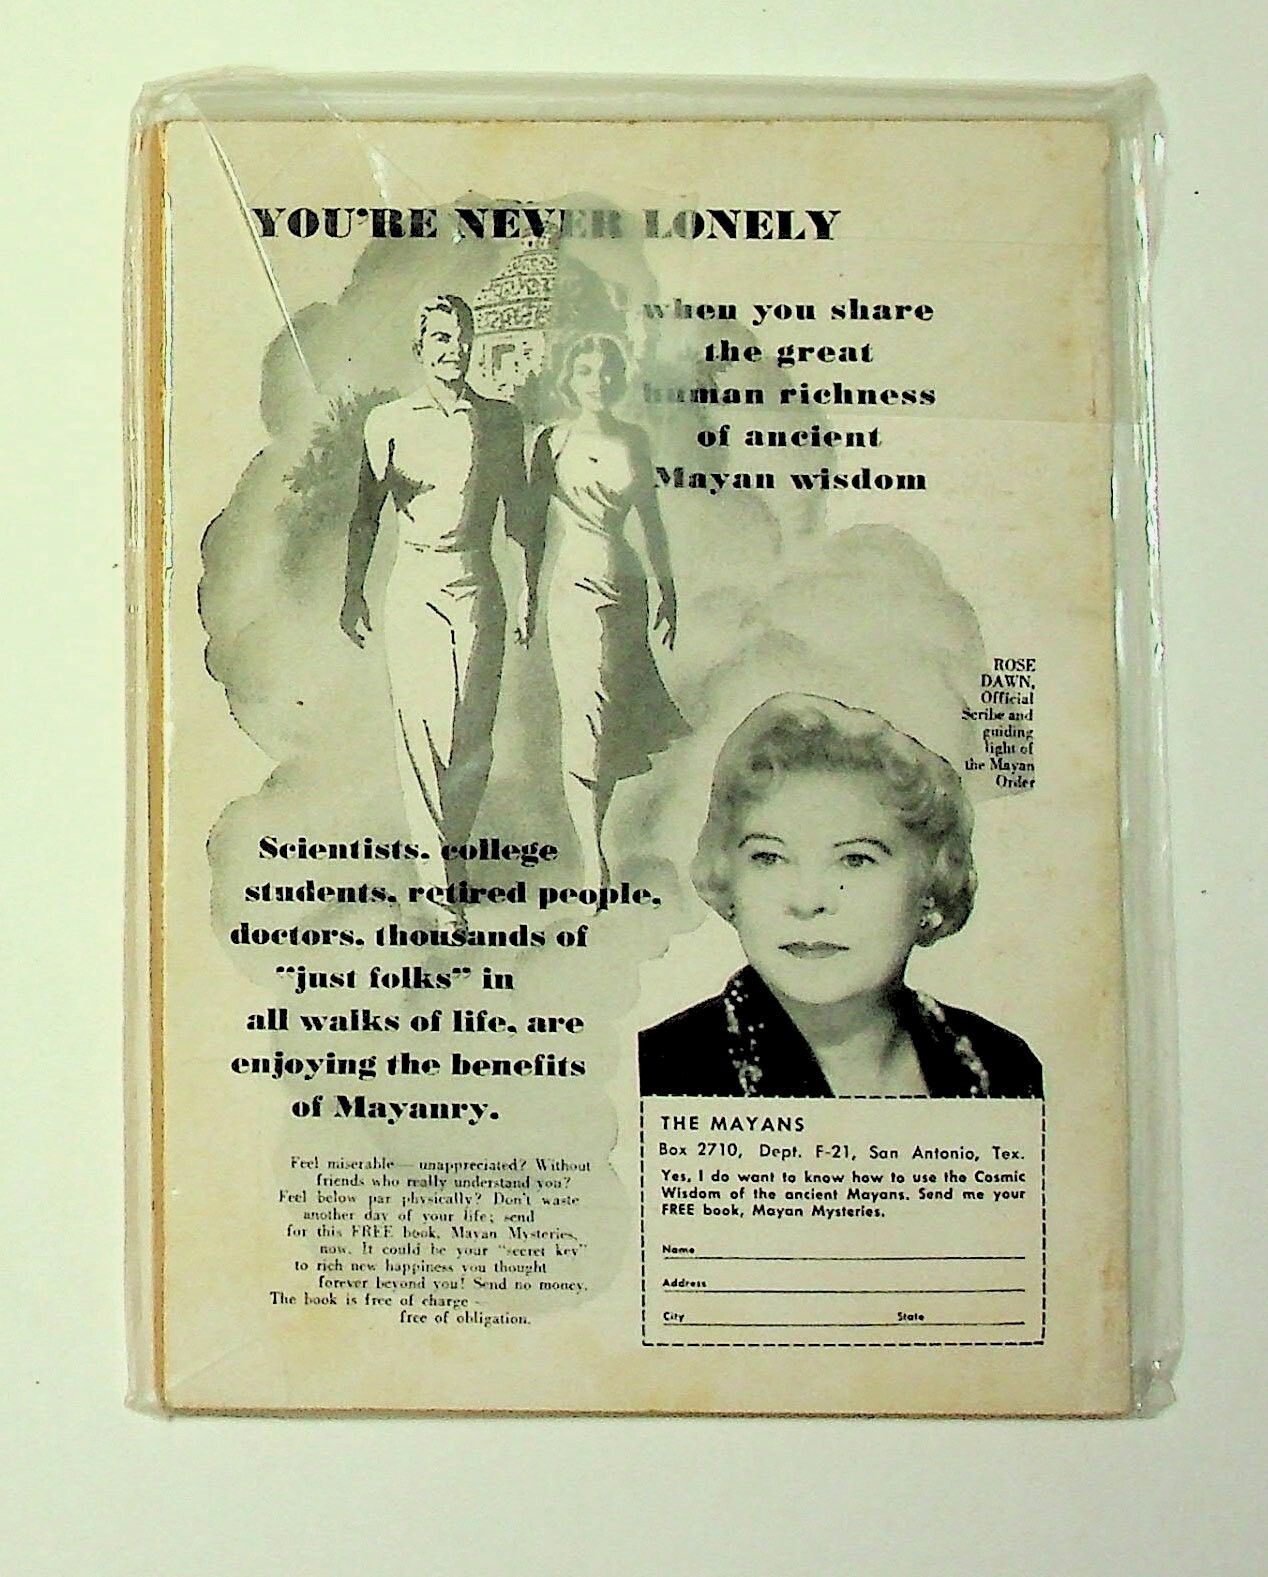 YOU'RE NEVER LONELY
when you share
the great
human richness
of ancient
Mayan wisdom
ROSE
DAWN,
Official
Scribe and
guiding
light of
the Mayan
Order
Scientists, college
students, retired people,
doctors, thousands of
"just folks" in
all walks of life, are
enjoying the benefits
of Mayanry.
Feel miserable — unappreciated? Without
friends who really understand you?
Feel below par physically? Don't waste
another day of your life; send
for this FREE book, Mayan Mysteries,
now. It could be your "secret key"
to rich new happiness you thought
forever beyond you! Send no money.
The book is free of charge –
free of obligation.
THE MAYANS
Box 2710, Dept. F-21, San Antonio, Tex.
Yes, I do want to know how to use the Cosmic
Wisdom of the ancient Mayans. Send me your
FREE book, Mayan Mysteries.
Name
Address
City State